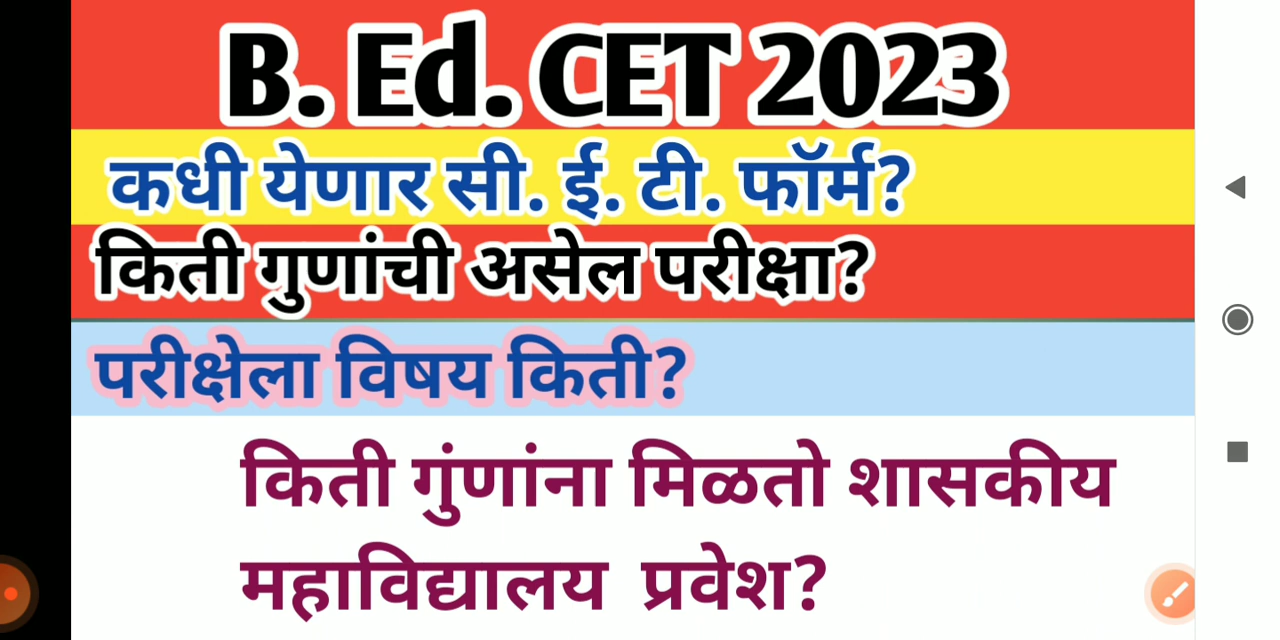 B. Ed. CET 2023
कधी येणार सी. ई. टी. फॉर्म?
किती गुणांची असेल परीक्षा?
परीक्षेला विषय किती?
किती गुंणांना मिळतो शासकीय
महाविद्यालय प्रवेश?